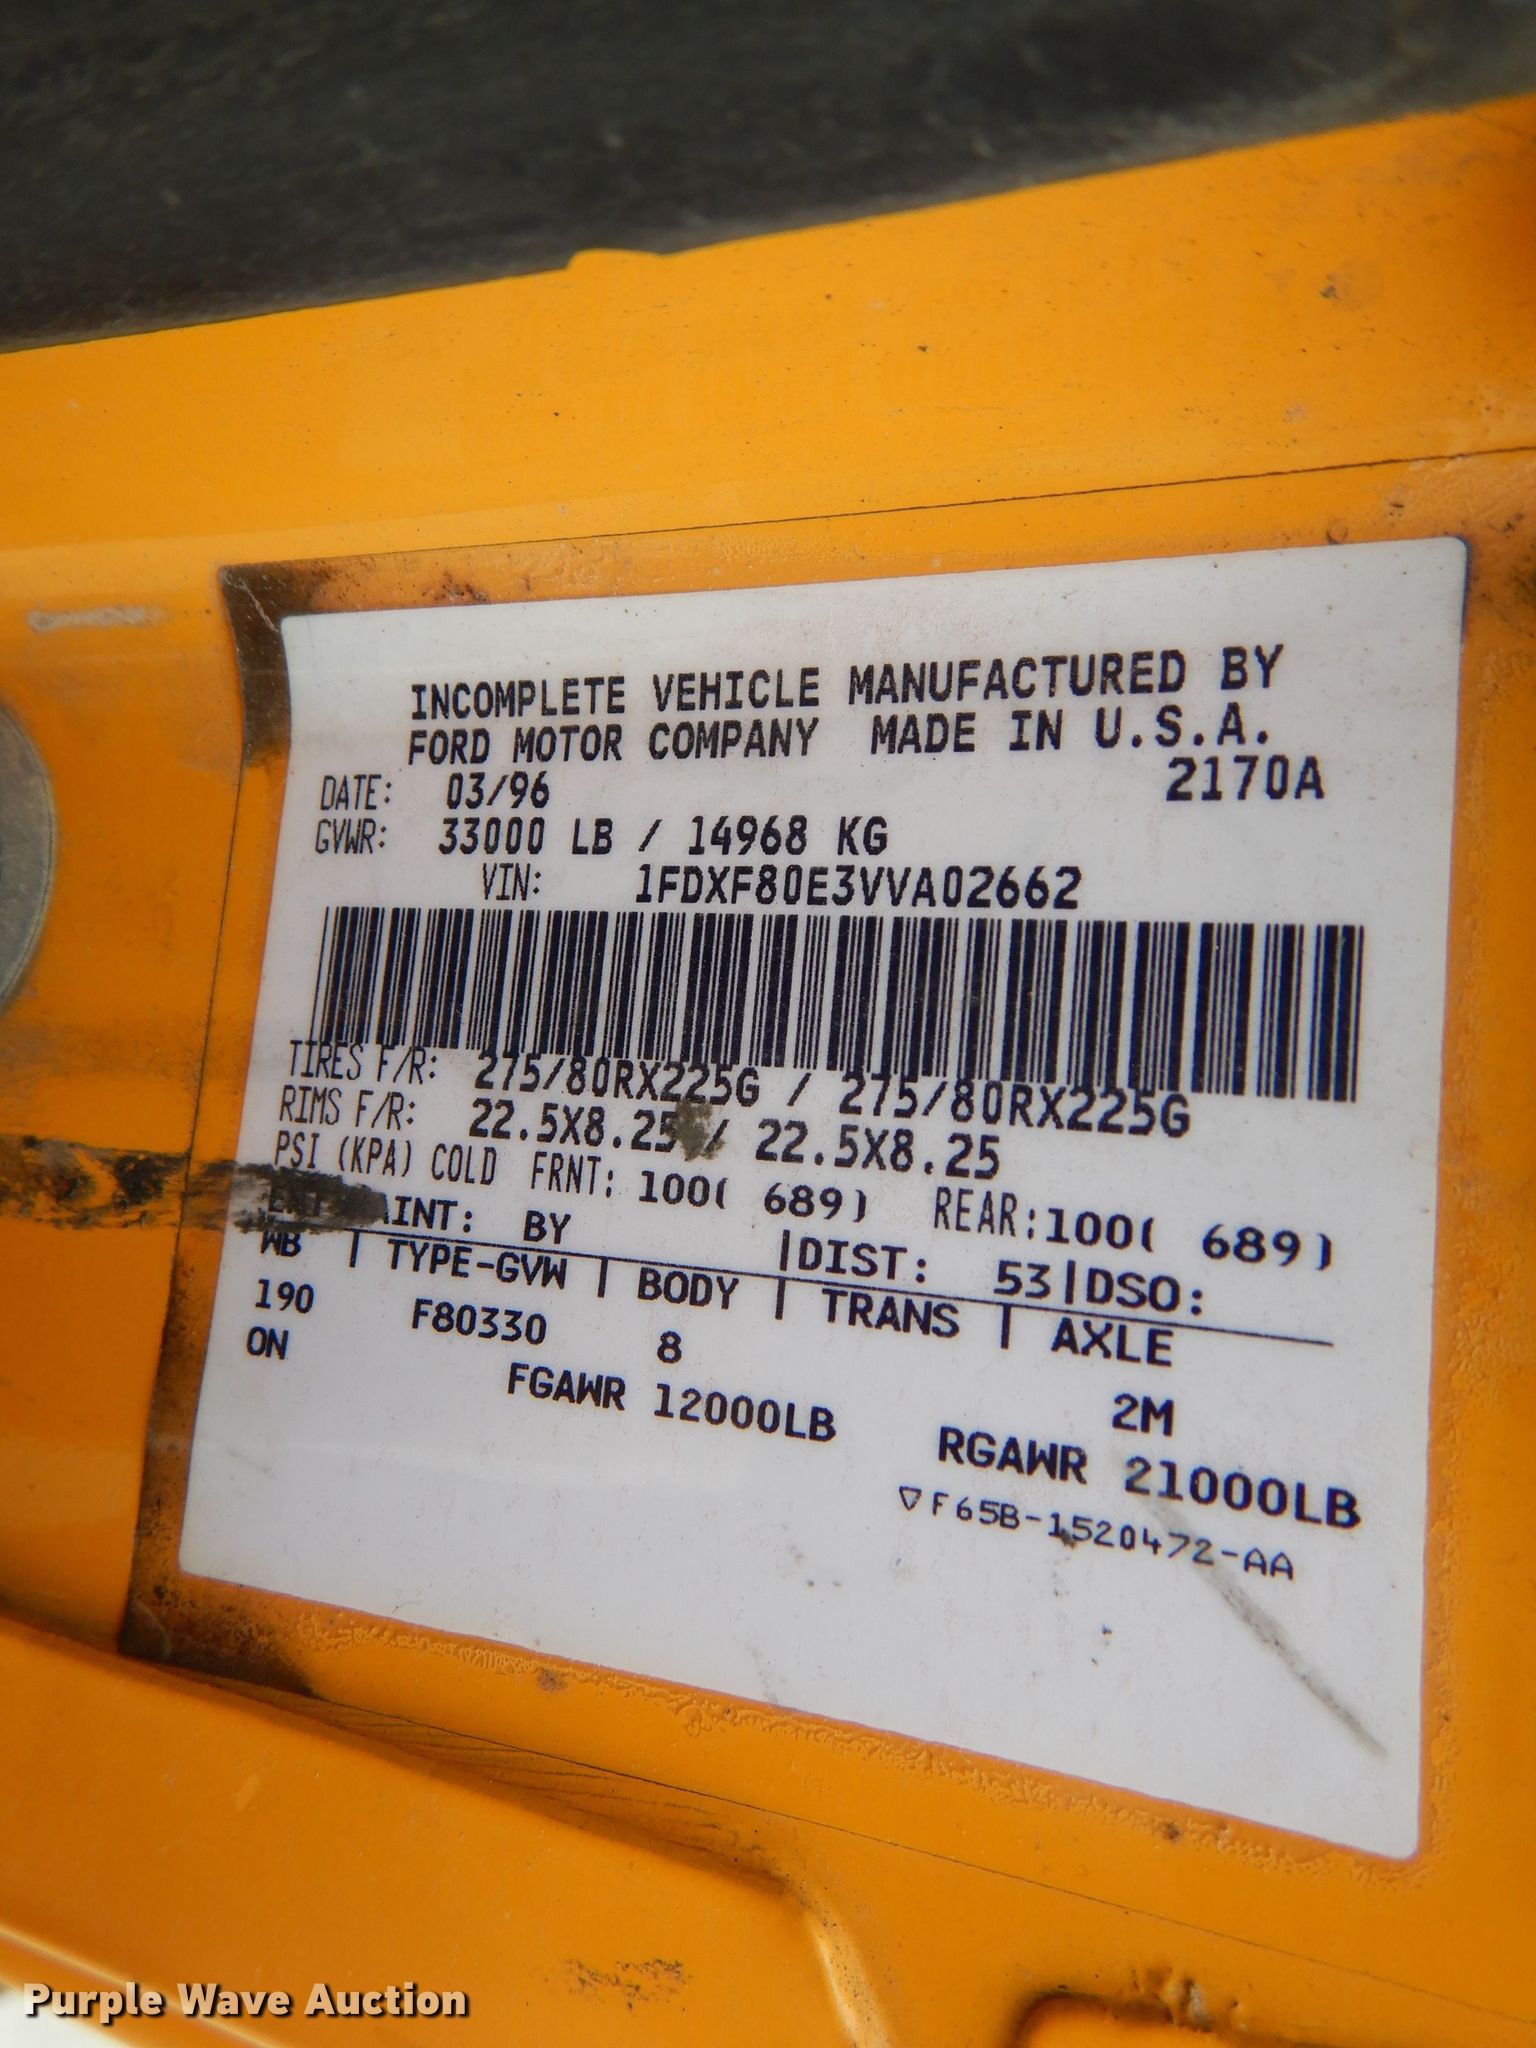 INCOMPLETE VEHICLE MANUFACTURED BY
FORD MOTOR COMPANY MADE IN U.S.A.
DATE: 03/96 2170A
GVWR: 33000 LB / 14968 KG
VIN: 1FDXF80E3VVA02662
TIRES F/R: 275/80RX225G / 275/80RX225G
RIMS F/R: 22.5X8.25 / 22.5X8.25
PSI (KPA) COLD FRNT: 100( 689) REAR:100( 689)
BY |DIST: 53|DSO:
WB | TYPE-GVW | BODY | TRANS | AXLE
190 F80330 8 2M
ON FGAWR 12000LB RGAWR 21000LB
▽F65B-1520472-AA
Purple Wave Auction